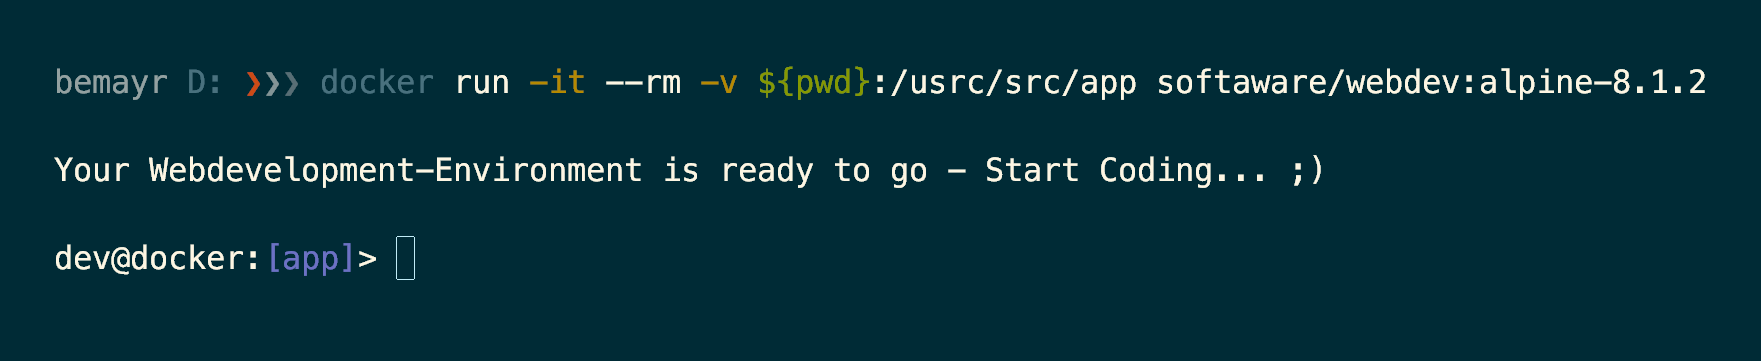 bemayr D: ❯❯❯ docker run -it --rm -v ${pwd}:/usrc/src/app softaware/webdev:alpine-8.1.2
Your Webdevelopment-Environment is ready to go - Start Coding... ;)
dev@docker:[app]>